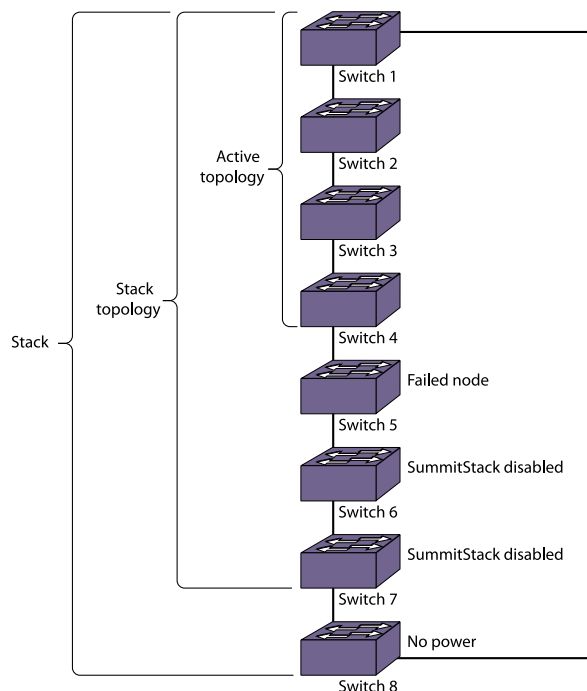 Switch 1
Switch 2
Active
topology
Switch 3
Stack
topology
Switch 4
Stack
Failed node
Switch 5
SummitStack disabled
Switch 6
SummitStack disabled
Switch 7
No power
Switch 8